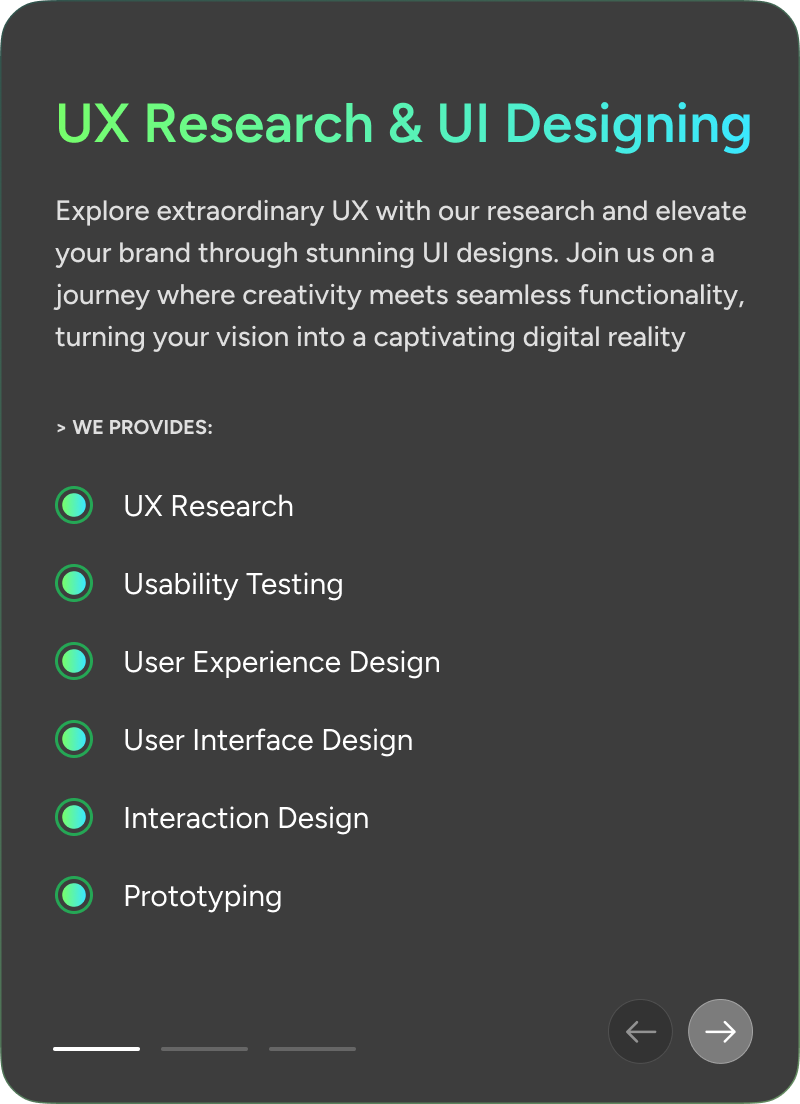 UX Research & UI Designing
Explore extraordinary UX with our research and elevate
your brand through stunning UI designs. Join us on a
journey where creativity meets seamless functionality,
turning your vision into a captivating digital reality
> WE PROVIDES:
UX Research
Usability Testing
User Experience Design
User Interface Design
Interaction Design
Prototyping